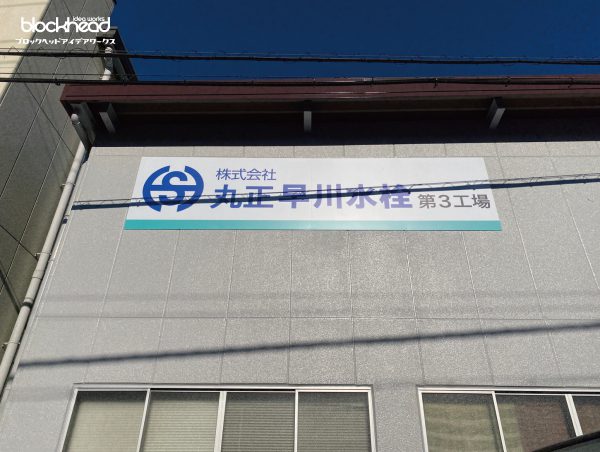 idea works
blockhead
ブロックヘッドアイデアワークス
株式会社
丸正早川水栓 第3工場